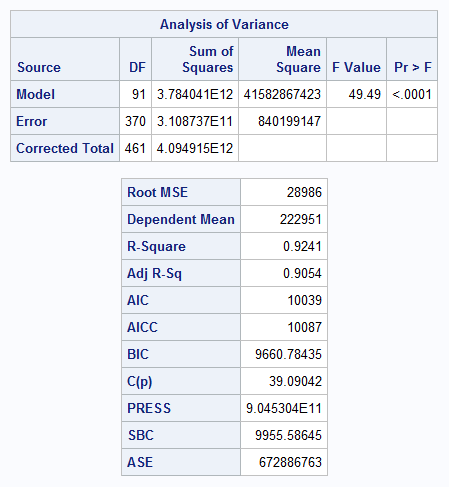 Analysis of Variance
Source DF Sum of Squares Mean Square F Value Pr > F
Model 91 3.784041E12 41582867423 49.49 <.0001
Error 370 3.108737E11 840199147
Corrected Total 461 4.094915E12
Root MSE 28986
Dependent Mean 222951
R-Square 0.9241
Adj R-Sq 0.9054
AIC 10039
AICC 10087
BIC 9660.78435
C(p) 39.09042
PRESS 9.045304E11
SBC 9955.58645
ASE 672886763